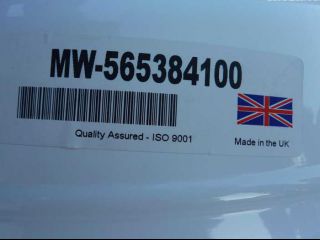 MW-565384100
Quality Assured - ISO 9001
Made in the UK